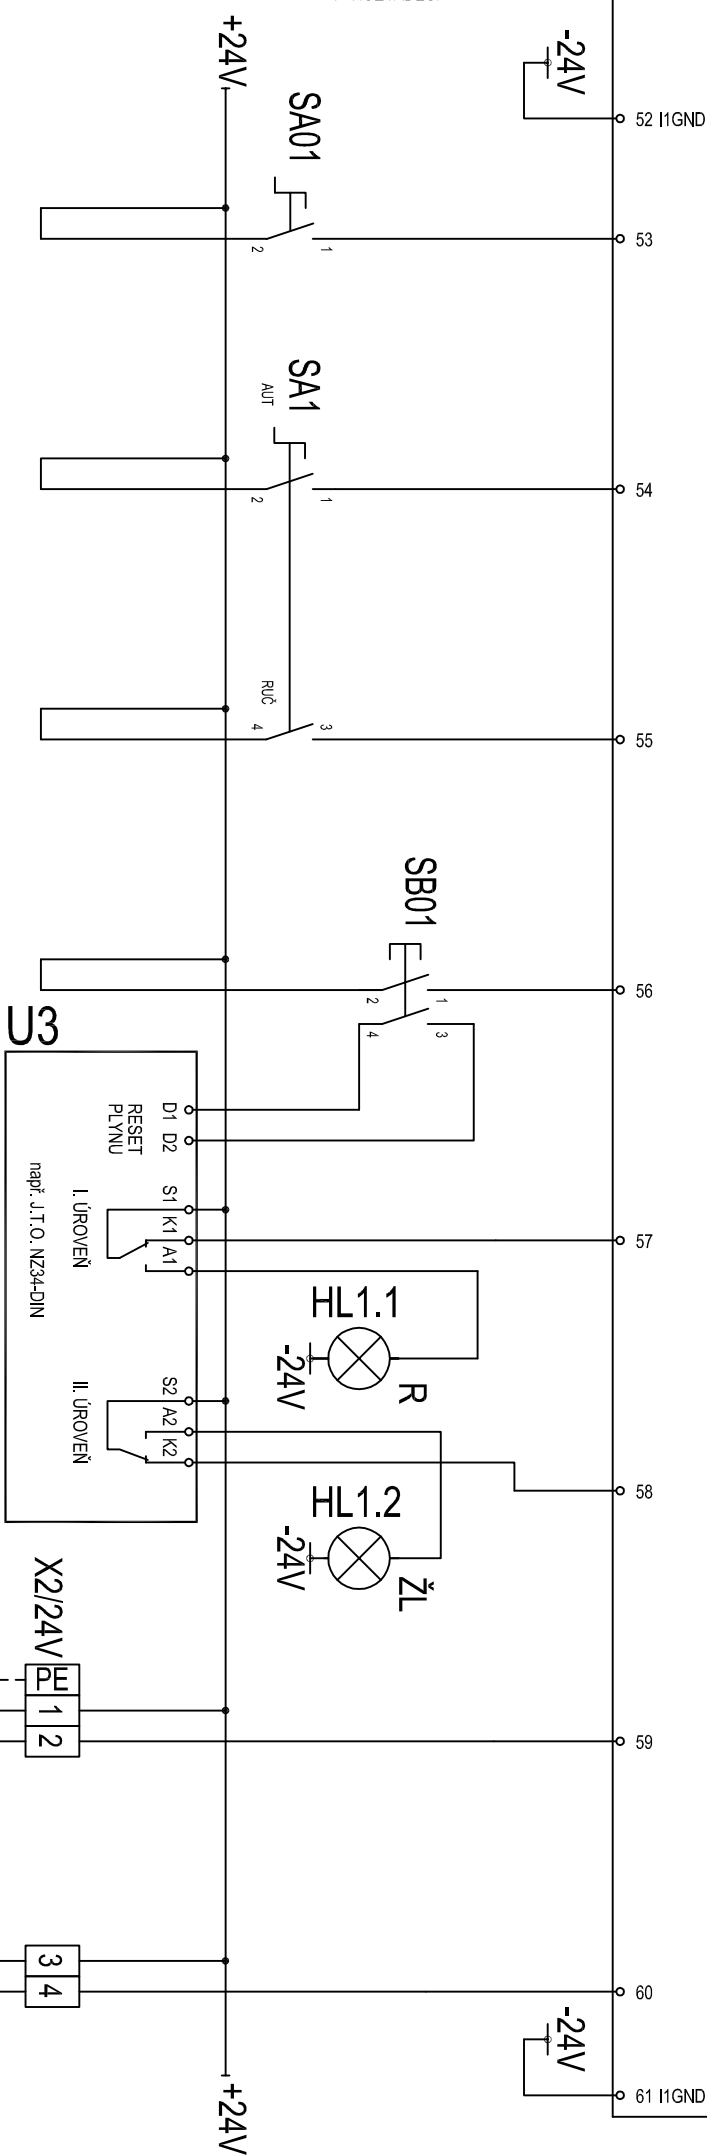 +24V
-24V
52 I1GND
SA01
2
1
53
SA1
AUT
2
1
54
RUČ
4
3
55
SB01
2
1
56
4
3
U3
D1
D2
RESET
PLYNU
S1
K1
A1
I. ÚROVEŇ
např. J.T.O. NZ34-DIN
57
HL1.1
-24V
R
S2
A2
K2
II. ÚROVEŇ
58
HL1.2
-24V
ŽL
X2/24V
PE
1
2
59
3
4
60
-24V
61 I1GND
+24V